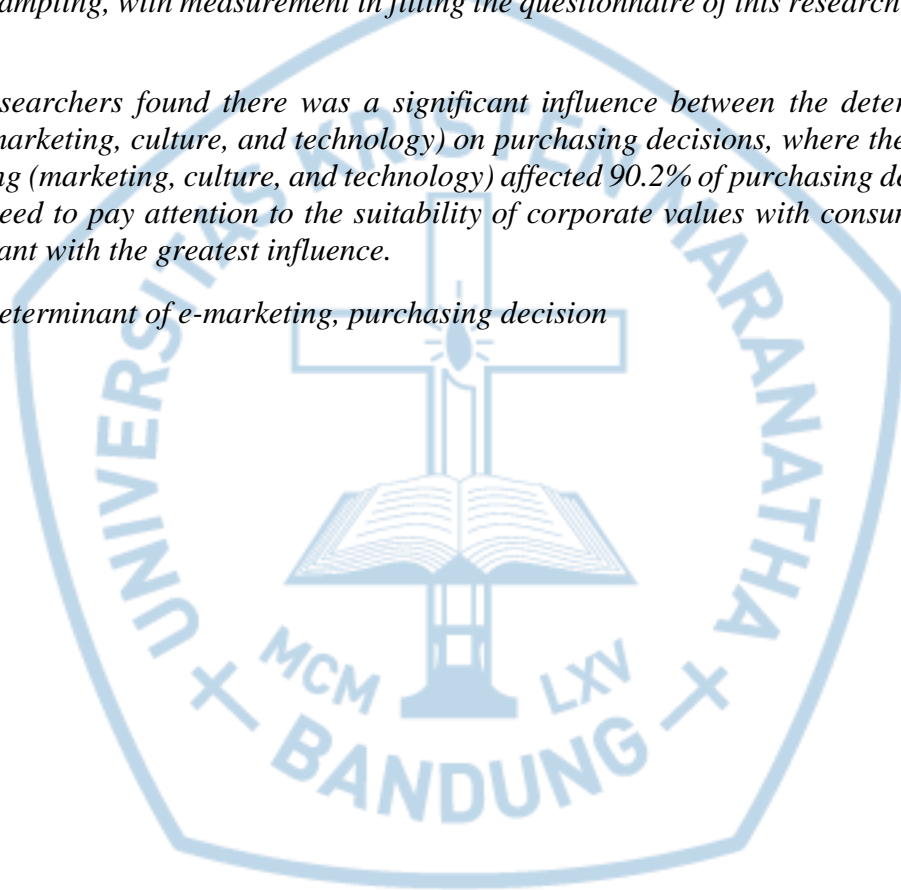 ampling, with measurement in filling the questionnaire of this research
searchers found there was a significant influence between the deter
narketing, culture, and technology) on purchasing decisions, where the
ng (marketing, culture, and technology) affected 90.2% of purchasing de
eed to pay attention to the suitability of corporate values with consun
ant with the greatest influence.
eterminant of e-marketing, purchasing decision
UNIVERSITAS KRISTEN MARANATHA
MCM LXV
BANDUNG